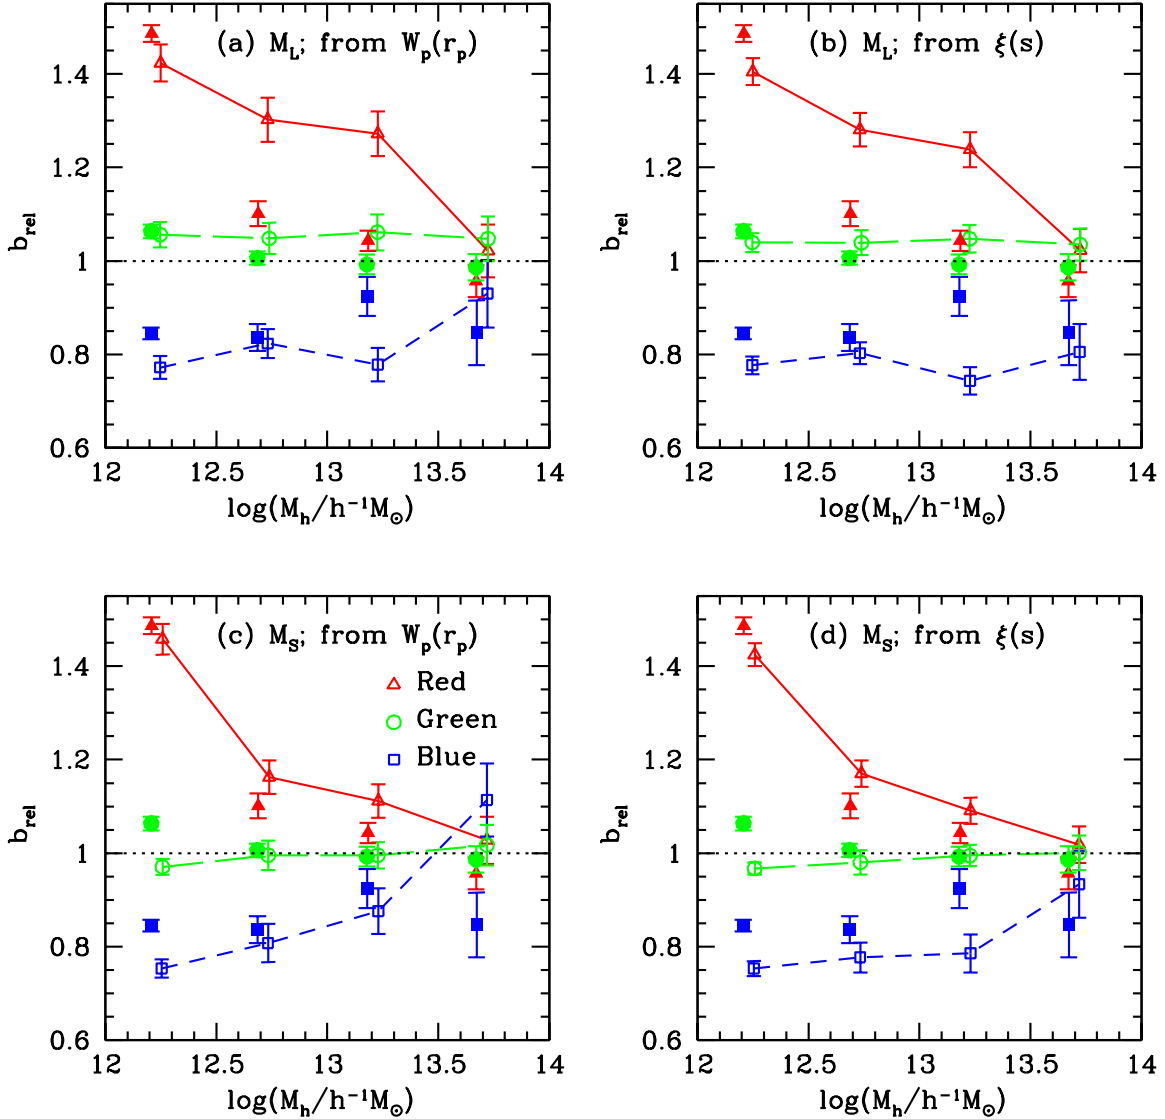 (a) M_L; from W_p(r_p)
1.4
1.2
1
0.8
0.6
b_rel
12 12.5 13 13.5 14
log(M_h/h⁻¹M_⊙)
(b) M_L; from ξ(s)
1.4
1.2
1
0.8
0.6
b_rel
12 12.5 13 13.5 14
log(M_h/h⁻¹M_⊙)
(c) M_S; from W_p(r_p)
Red
Green
Blue
1.4
1.2
1
0.8
0.6
b_rel
12 12.5 13 13.5 14
log(M_h/h⁻¹M_⊙)
(d) M_S; from ξ(s)
1.4
1.2
1
0.8
0.6
b_rel
12 12.5 13 13.5 14
log(M_h/h⁻¹M_⊙)